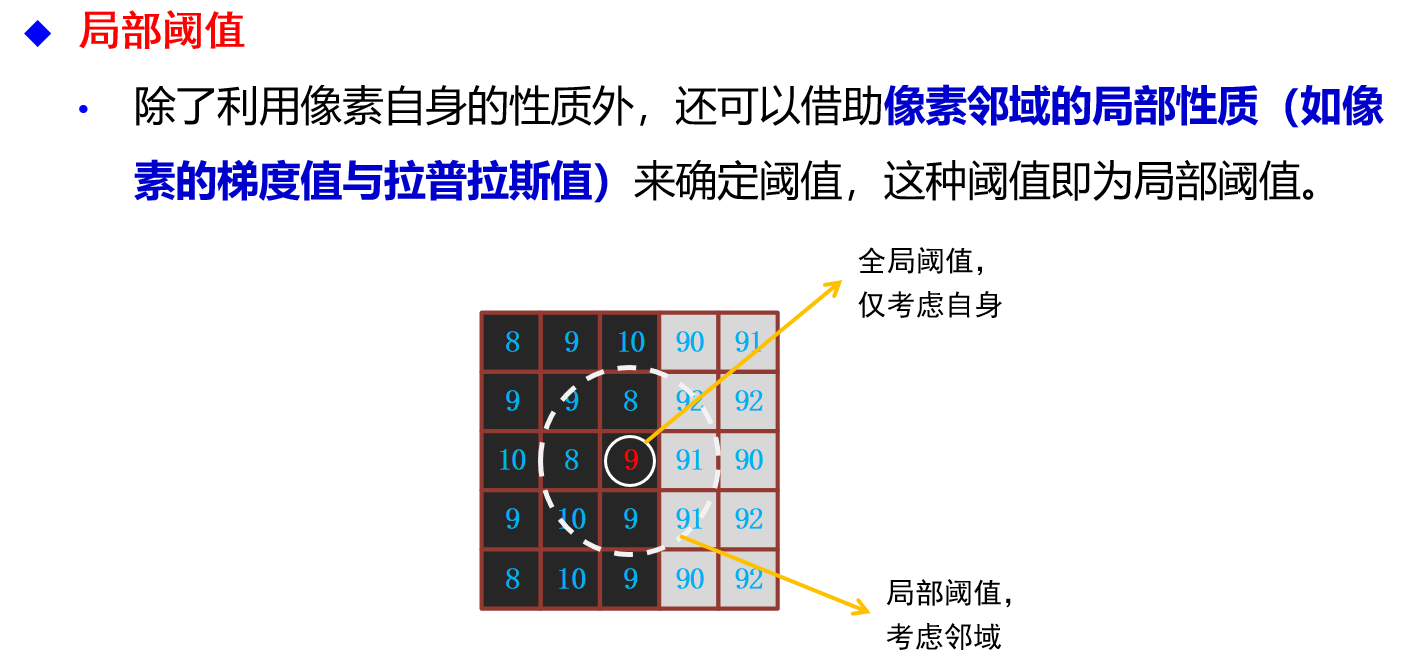 局部阈值
除了利用像素自身的性质外，还可以借助像素邻域的局部性质（如像
素的梯度值与拉普拉斯值）来确定阈值，这种阈值即为局部阈值。
全局阈值，
仅考虑自身
8 9 10 90 91
9 9 8 92 92
10 8 9 91 90
9 10 9 91 92
8 10 9 90 92
局部阈值，
考虑邻域